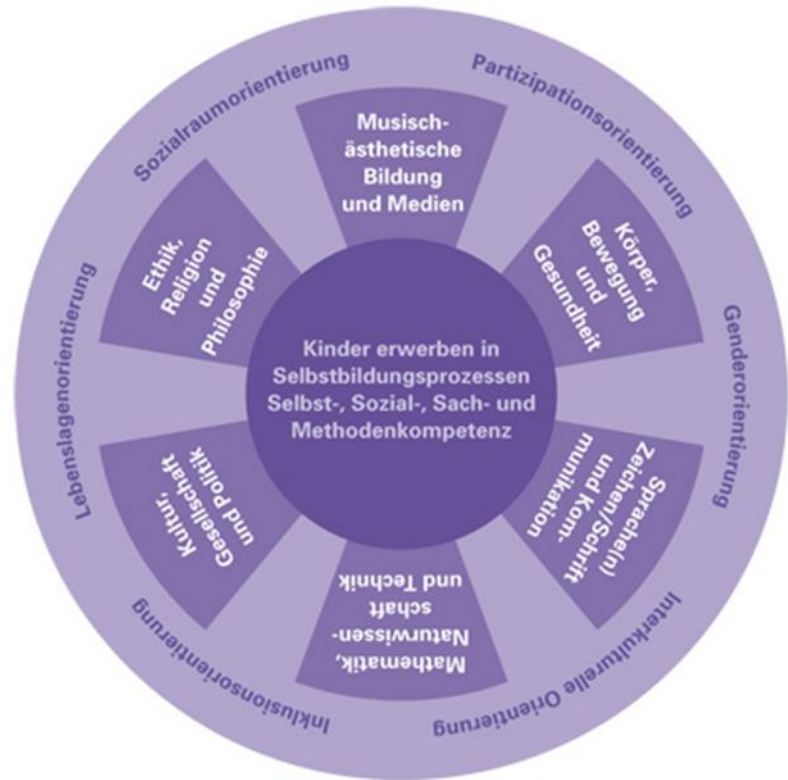 Sozialraumorientierung
Partizipationsorientierung
Genderorientierung
Interkulturelle Orientierung
Inklusionsorientierung
Lebenslagenorientierung
Musisch-
ästhetische
Bildung
und Medien
Körper,
Bewegung
und
Gesundheit
Sprache(n)
Zeichen/Schrift
und Kom-
munikation
Mathematik,
Naturwissen-
schaft
und Technik
Kultur,
Gesellschaft
und Politik
Ethik,
Religion
und
Philosophie
Kinder erwerben in
Selbstbildungsprozessen
Selbst-, Sozial-, Sach- und
Methodenkompetenz